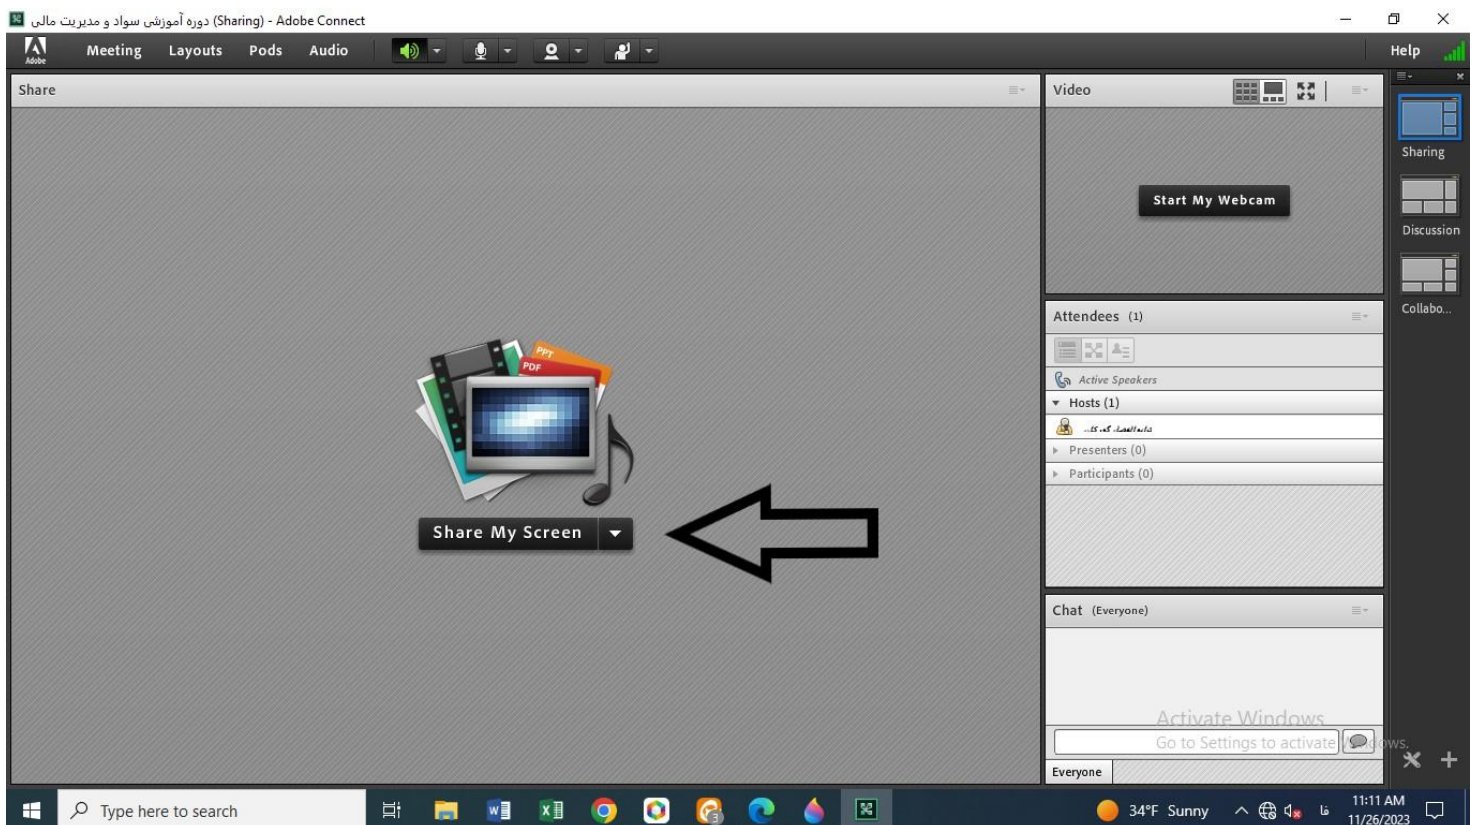 دوره آموزشی سواد و مدیریت مالی (Sharing) - Adobe Connect
Adobe
Meeting Layouts Pods Audio Help
Share
Video
Start My Webcam
Sharing
Discussion
Collabo...
PPT
PDF
Share My Screen
Attendees (1)
Active Speakers
Hosts (1)
Presenters (0)
Participants (0)
Chat (Everyone)
Activate Windows
Go to Settings to activate Windows.
Everyone
Type here to search
3
34°F Sunny
فا
11:11 AM
11/26/2023